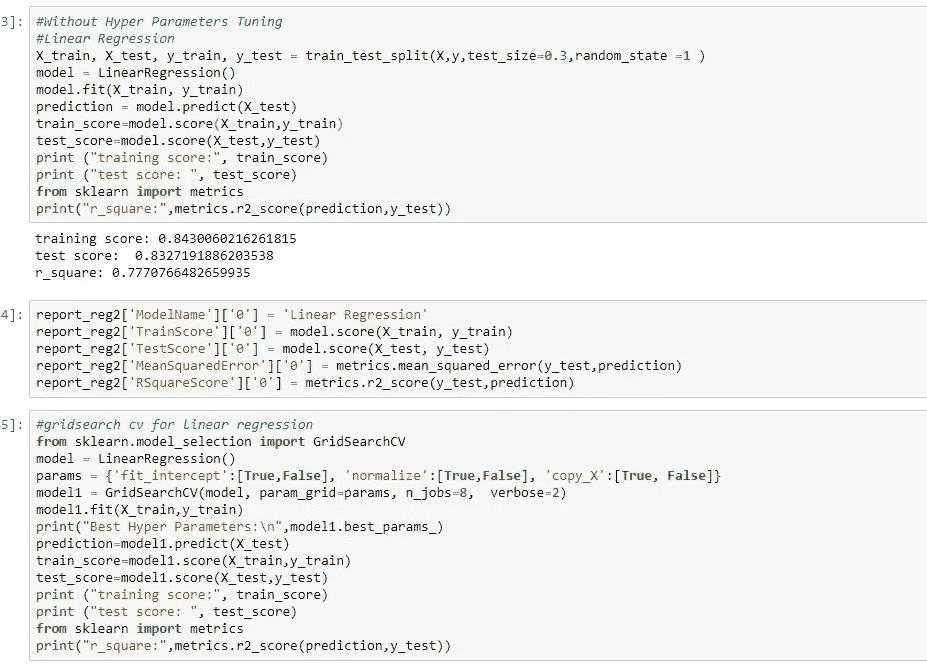 3]: #Without Hyper Parameters Tuning
#Linear Regression
X_train, X_test, y_train, y_test = train_test_split(X,y,test_size=0.3,random_state =1 )
model = LinearRegression()
model.fit(X_train, y_train)
prediction = model.predict(X_test)
train_score=model.score(X_train,y_train)
test_score=model.score(X_test,y_test)
print ("training score:", train_score)
print ("test score: ", test_score)
from sklearn import metrics
print("r_square:",metrics.r2_score(prediction,y_test))
training score: 0.8430060216261815
test score:  0.8327191886203538
r_square: 0.7770766482659935
4]: report_reg2['ModelName']['0'] = 'Linear Regression'
report_reg2['TrainScore']['0'] = model.score(X_train, y_train)
report_reg2['TestScore']['0'] = model.score(X_test, y_test)
report_reg2['MeanSquaredError']['0'] = metrics.mean_squared_error(y_test,prediction)
report_reg2['RSquareScore']['0'] = metrics.r2_score(y_test,prediction)
5]: #gridsearch cv for linear regression
from sklearn.model_selection import GridSearchCV
model = LinearRegression()
params = {'fit_intercept':[True,False], 'normalize':[True,False], 'copy_X':[True, False]}
model1 = GridSearchCV(model, param_grid=params, n_jobs=8,  verbose=2)
model1.fit(X_train,y_train)
print("Best Hyper Parameters:\n",model1.best_params_)
prediction=model1.predict(X_test)
train_score=model1.score(X_train,y_train)
test_score=model1.score(X_test,y_test)
print ("training score:", train_score)
print ("test score: ", test_score)
from sklearn import metrics
print("r_square:",metrics.r2_score(prediction,y_test))